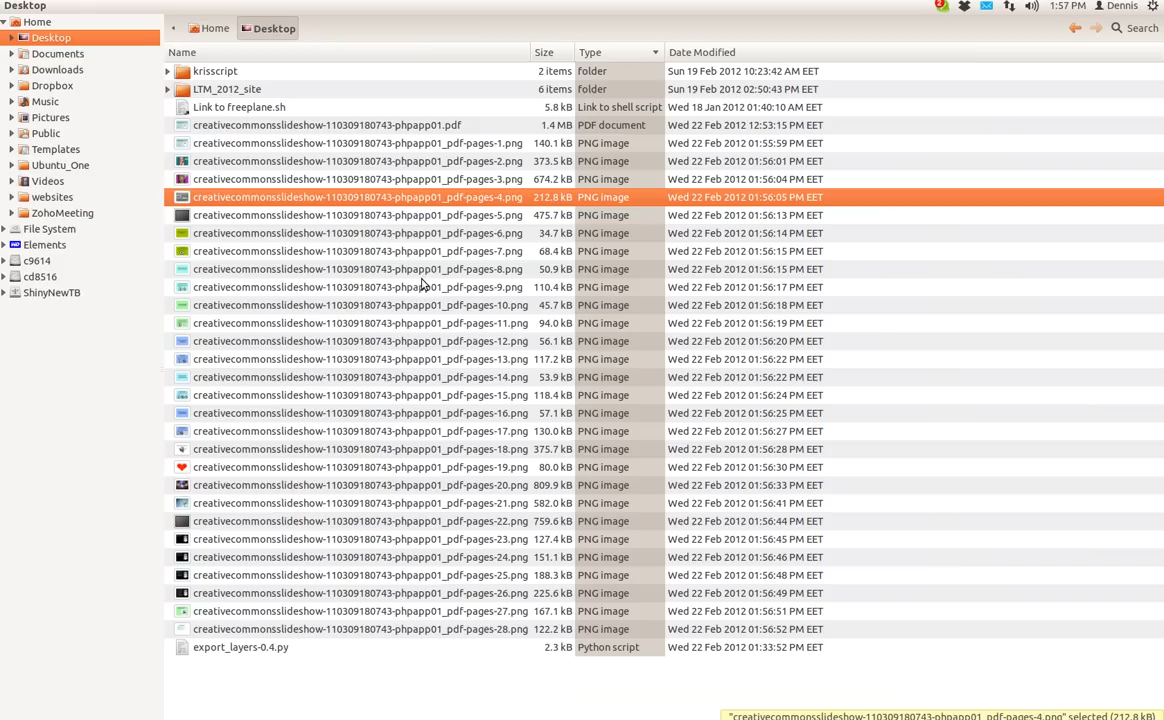 Desktop
2 1:57 PM Dennis
Home
Desktop
Documents
Downloads
Dropbox
Music
Pictures
Public
Templates
Ubuntu_One
Videos
websites
ZohoMeeting
File System
Elements
c9614
cd8516
ShinyNewTB
Home Desktop Search
Name Size Type Date Modified
krisscript 2 items folder Sun 19 Feb 2012 10:23:42 AM EET
LTM_2012_site 6 items folder Sun 19 Feb 2012 02:50:43 PM EET
Link to freeplane.sh 5.8 kB Link to shell script Wed 18 Jan 2012 01:40:10 AM EET
creativecommonsslideshow-110309180743-phpapp01.pdf 1.4 MB PDF document Wed 22 Feb 2012 12:53:15 PM EET
creativecommonsslideshow-110309180743-phpapp01_pdf-pages-1.png 140.1 kB PNG image Wed 22 Feb 2012 01:55:59 PM EET
creativecommonsslideshow-110309180743-phpapp01_pdf-pages-2.png 373.5 kB PNG image Wed 22 Feb 2012 01:56:01 PM EET
creativecommonsslideshow-110309180743-phpapp01_pdf-pages-3.png 674.2 kB PNG image Wed 22 Feb 2012 01:56:04 PM EET
creativecommonsslideshow-110309180743-phpapp01_pdf-pages-4.png 212.8 kB PNG image Wed 22 Feb 2012 01:56:05 PM EET
creativecommonsslideshow-110309180743-phpapp01_pdf-pages-5.png 475.7 kB PNG image Wed 22 Feb 2012 01:56:13 PM EET
creativecommonsslideshow-110309180743-phpapp01_pdf-pages-6.png 34.7 kB PNG image Wed 22 Feb 2012 01:56:14 PM EET
creativecommonsslideshow-110309180743-phpapp01_pdf-pages-7.png 68.4 kB PNG image Wed 22 Feb 2012 01:56:15 PM EET
creativecommonsslideshow-110309180743-phpapp01_pdf-pages-8.png 50.9 kB PNG image Wed 22 Feb 2012 01:56:15 PM EET
creativecommonsslideshow-110309180743-phpapp01_pdf-pages-9.png 110.4 kB PNG image Wed 22 Feb 2012 01:56:17 PM EET
creativecommonsslideshow-110309180743-phpapp01_pdf-pages-10.png 45.7 kB PNG image Wed 22 Feb 2012 01:56:18 PM EET
creativecommonsslideshow-110309180743-phpapp01_pdf-pages-11.png 94.0 kB PNG image Wed 22 Feb 2012 01:56:19 PM EET
creativecommonsslideshow-110309180743-phpapp01_pdf-pages-12.png 56.1 kB PNG image Wed 22 Feb 2012 01:56:20 PM EET
creativecommonsslideshow-110309180743-phpapp01_pdf-pages-13.png 117.2 kB PNG image Wed 22 Feb 2012 01:56:22 PM EET
creativecommonsslideshow-110309180743-phpapp01_pdf-pages-14.png 53.9 kB PNG image Wed 22 Feb 2012 01:56:22 PM EET
creativecommonsslideshow-110309180743-phpapp01_pdf-pages-15.png 118.4 kB PNG image Wed 22 Feb 2012 01:56:24 PM EET
creativecommonsslideshow-110309180743-phpapp01_pdf-pages-16.png 57.1 kB PNG image Wed 22 Feb 2012 01:56:25 PM EET
creativecommonsslideshow-110309180743-phpapp01_pdf-pages-17.png 130.0 kB PNG image Wed 22 Feb 2012 01:56:27 PM EET
creativecommonsslideshow-110309180743-phpapp01_pdf-pages-18.png 375.7 kB PNG image Wed 22 Feb 2012 01:56:28 PM EET
creativecommonsslideshow-110309180743-phpapp01_pdf-pages-19.png 80.0 kB PNG image Wed 22 Feb 2012 01:56:30 PM EET
creativecommonsslideshow-110309180743-phpapp01_pdf-pages-20.png 809.9 kB PNG image Wed 22 Feb 2012 01:56:33 PM EET
creativecommonsslideshow-110309180743-phpapp01_pdf-pages-21.png 582.0 kB PNG image Wed 22 Feb 2012 01:56:41 PM EET
creativecommonsslideshow-110309180743-phpapp01_pdf-pages-22.png 759.6 kB PNG image Wed 22 Feb 2012 01:56:44 PM EET
creativecommonsslideshow-110309180743-phpapp01_pdf-pages-23.png 127.4 kB PNG image Wed 22 Feb 2012 01:56:45 PM EET
creativecommonsslideshow-110309180743-phpapp01_pdf-pages-24.png 151.1 kB PNG image Wed 22 Feb 2012 01:56:46 PM EET
creativecommonsslideshow-110309180743-phpapp01_pdf-pages-25.png 188.3 kB PNG image Wed 22 Feb 2012 01:56:48 PM EET
creativecommonsslideshow-110309180743-phpapp01_pdf-pages-26.png 225.6 kB PNG image Wed 22 Feb 2012 01:56:49 PM EET
creativecommonsslideshow-110309180743-phpapp01_pdf-pages-27.png 167.1 kB PNG image Wed 22 Feb 2012 01:56:51 PM EET
creativecommonsslideshow-110309180743-phpapp01_pdf-pages-28.png 122.2 kB PNG image Wed 22 Feb 2012 01:56:52 PM EET
export_layers-0.4.py 2.3 kB Python script Wed 22 Feb 2012 01:33:52 PM EET
"creativecommonsslideshow-110309180743-phpapp01_pdf-pages-4.png" selected (212.8 kB)